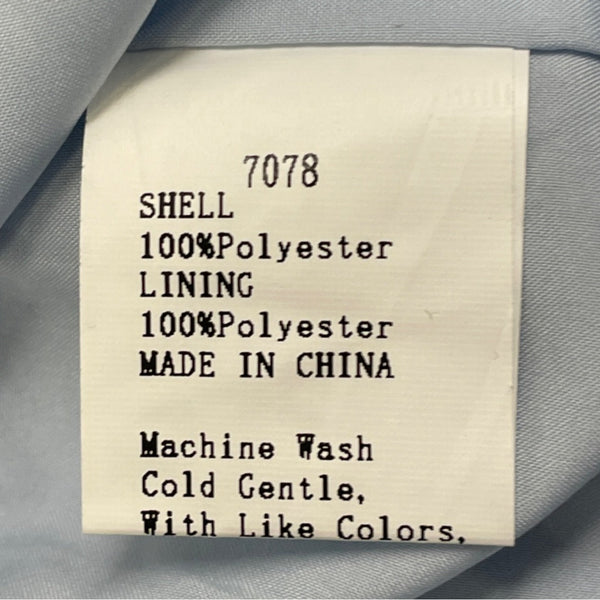 7078
SHELL
100%Polyester
LINING
100%Polyester
MADE IN CHINA
Machine Wash
Cold Gentle,
With Like Colors,